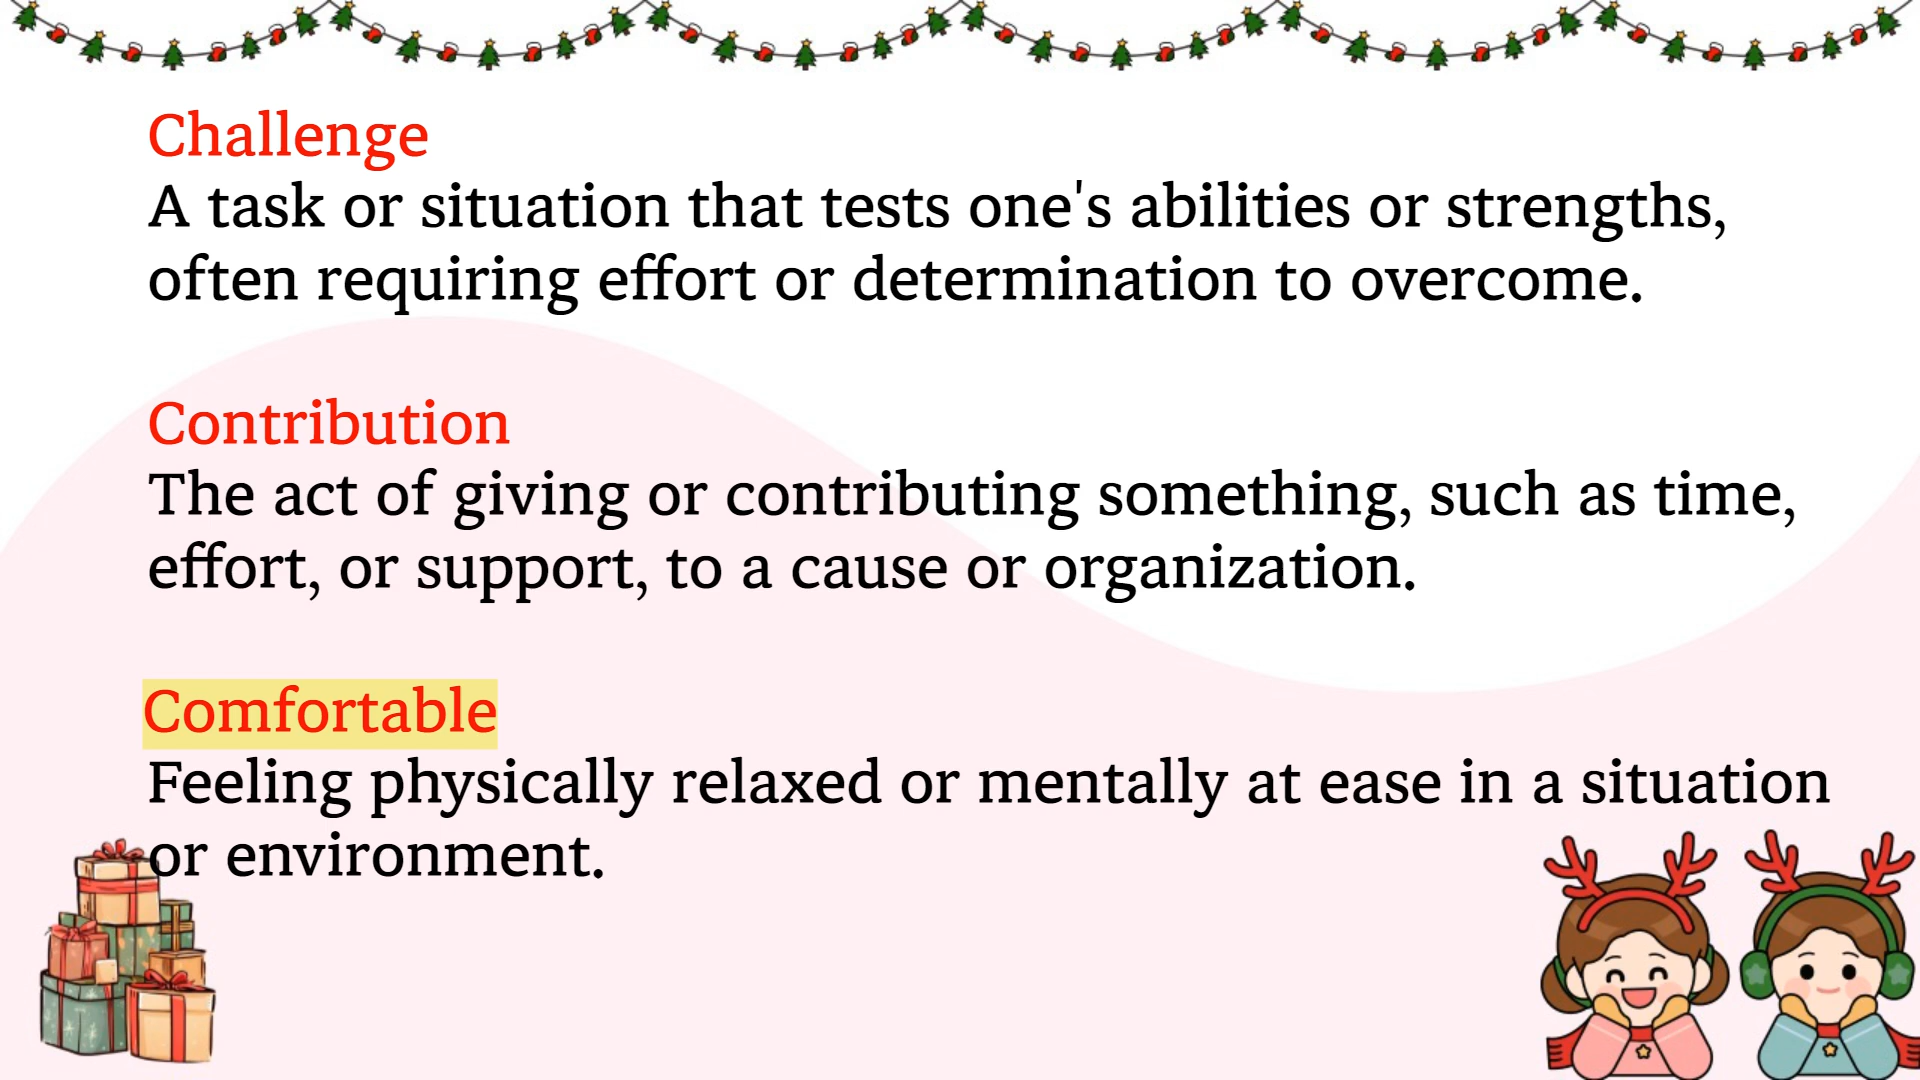 Challenge
A task or situation that tests one's abilities or strengths,
often requiring effort or determination to overcome.
Contribution
The act of giving or contributing something, such as time,
effort, or support, to a cause or organization.
Comfortable
Feeling physically relaxed or mentally at ease in a situation
or environment.